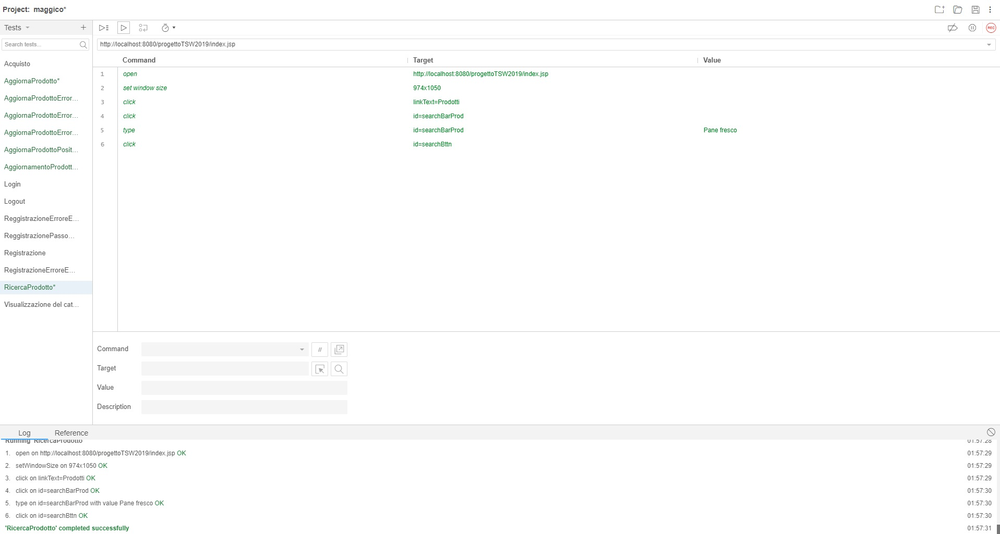 Project: maggico*
Tests
Search tests...
Acquisto
AggiornaProdotto*
AggiornaProdottoError...
AggiornaProdottoError...
AggiornaProdottoError...
AggiornaProdottoPosit...
AggiornamentoProdott...
Login
Logout
ReggistrazioneErroreE...
ReggistrazionePasso...
Registrazione
RegistrazioneErroreE...
RicercaProdotto*
Visualizzazione del cat...
REC
http://localhost:8080/progettoTSW2019/index.jsp
Command Target Value
1 open http://localhost:8080/progettoTSW2019/index.jsp
2 set window size 974x1050
3 click linkText=Prodotti
4 click id=searchBarProd
5 type id=searchBarProd Pane fresco
6 click id=searchBttn
Command //
Target
Value
Description
Log Reference
Running 'RicercaProdotto' 01:57:28
1. open on http://localhost:8080/progettoTSW2019/index.jsp OK 01:57:29
2. setWindowSize on 974x1050 OK 01:57:29
3. click on linkText=Prodotti OK 01:57:29
4. click on id=searchBarProd OK 01:57:30
5. type on id=searchBarProd with value Pane fresco OK 01:57:30
6. click on id=searchBttn OK 01:57:30
'RicercaProdotto' completed successfully 01:57:31